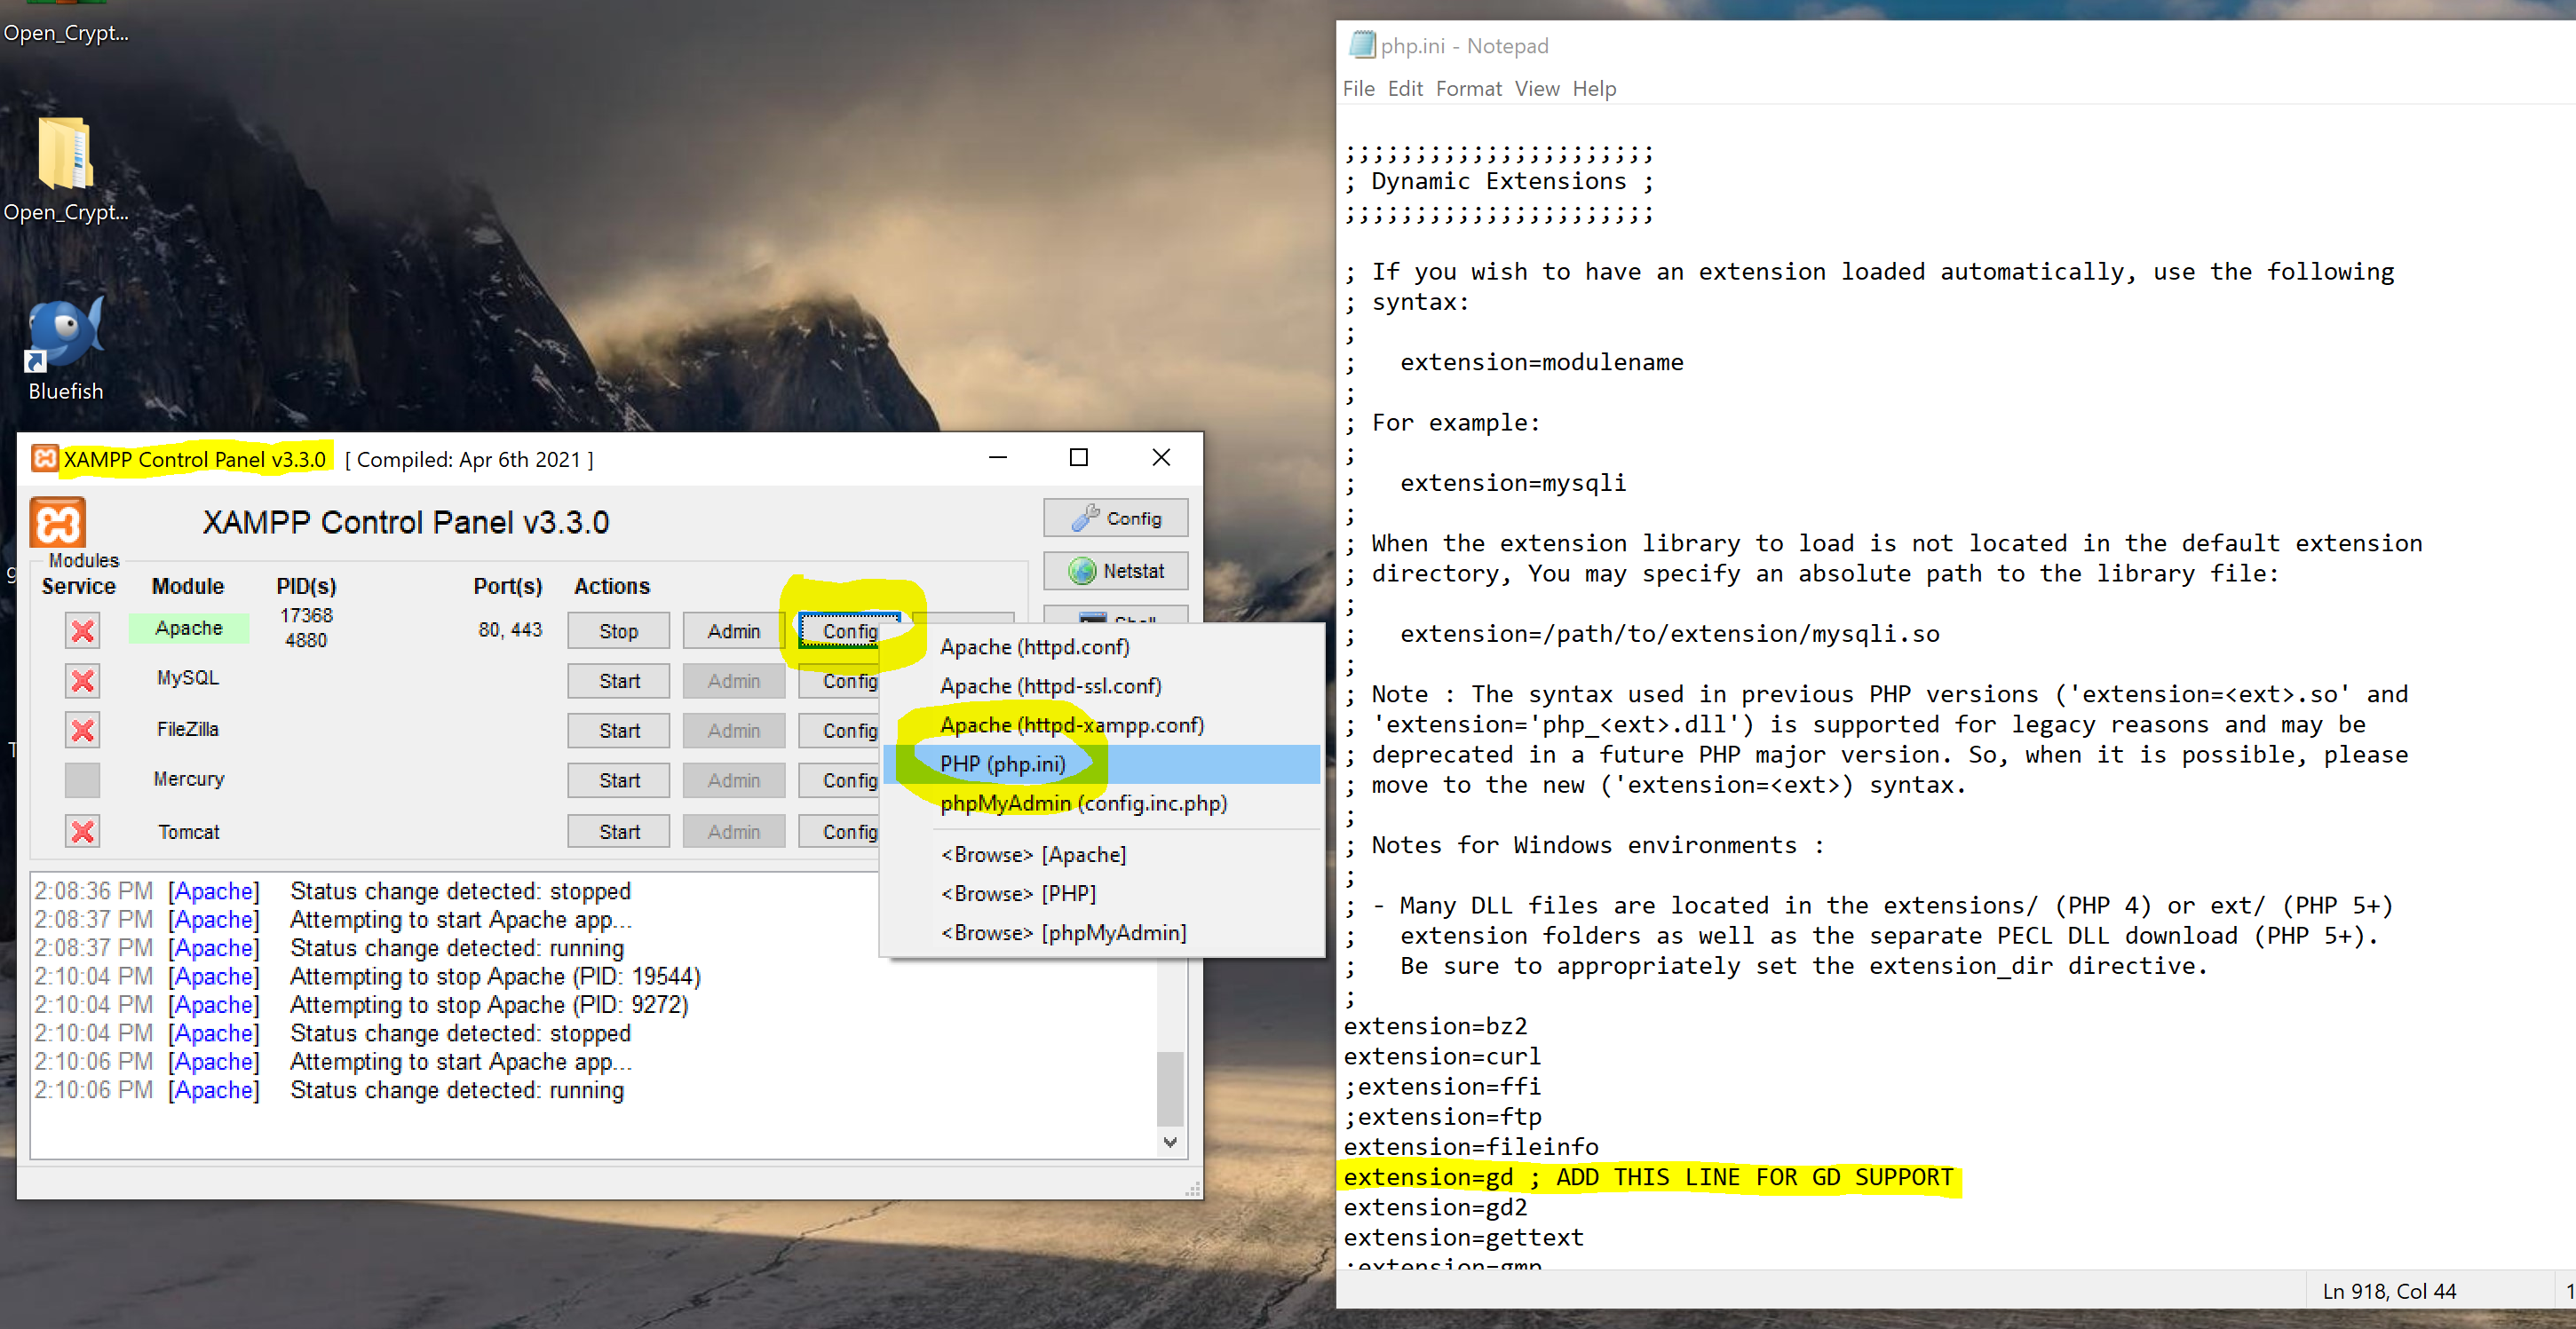 Open_Crypt...
Open_Crypt...
Bluefish
XAMPP Control Panel v3.3.0 [ Compiled: Apr 6th 2021 ]
XAMPP Control Panel v3.3.0
Config
Modules
Netstat
Service Module PID(s) Port(s) Actions
Apache 17368 4880 80, 443 Stop Admin Config
MySQL Start Admin Config
FileZilla Start Admin Config
Mercury Start Admin Config
Tomcat Start Admin Config
Apache (httpd.conf)
Apache (httpd-ssl.conf)
Apache (httpd-xampp.conf)
PHP (php.ini)
phpMyAdmin (config.inc.php)
<Browse> [Apache]
<Browse> [PHP]
<Browse> [phpMyAdmin]
2:08:36 PM [Apache] Status change detected: stopped
2:08:37 PM [Apache] Attempting to start Apache app...
2:08:37 PM [Apache] Status change detected: running
2:10:04 PM [Apache] Attempting to stop Apache (PID: 19544)
2:10:04 PM [Apache] Attempting to stop Apache (PID: 9272)
2:10:04 PM [Apache] Status change detected: stopped
2:10:06 PM [Apache] Attempting to start Apache app...
2:10:06 PM [Apache] Status change detected: running
php.ini - Notepad
File Edit Format View Help
;;;;;;;;;;;;;;;;;;;;;;
; Dynamic Extensions ;
;;;;;;;;;;;;;;;;;;;;;;
; If you wish to have an extension loaded automatically, use the following
; syntax:
;
;   extension=modulename
;
; For example:
;
;   extension=mysqli
;
; When the extension library to load is not located in the default extension
; directory, You may specify an absolute path to the library file:
;
;   extension=/path/to/extension/mysqli.so
;
; Note : The syntax used in previous PHP versions ('extension=<ext>.so' and
; 'extension='php_<ext>.dll') is supported for legacy reasons and may be
; deprecated in a future PHP major version. So, when it is possible, please
; move to the new ('extension=<ext>) syntax.
;
; Notes for Windows environments :
;
; - Many DLL files are located in the extensions/ (PHP 4) or ext/ (PHP 5+)
;   extension folders as well as the separate PECL DLL download (PHP 5+).
;   Be sure to appropriately set the extension_dir directive.
;
extension=bz2
extension=curl
;extension=ffi
;extension=ftp
extension=fileinfo
extension=gd ; ADD THIS LINE FOR GD SUPPORT
extension=gd2
extension=gettext
;extension=gmp
Ln 918, Col 44